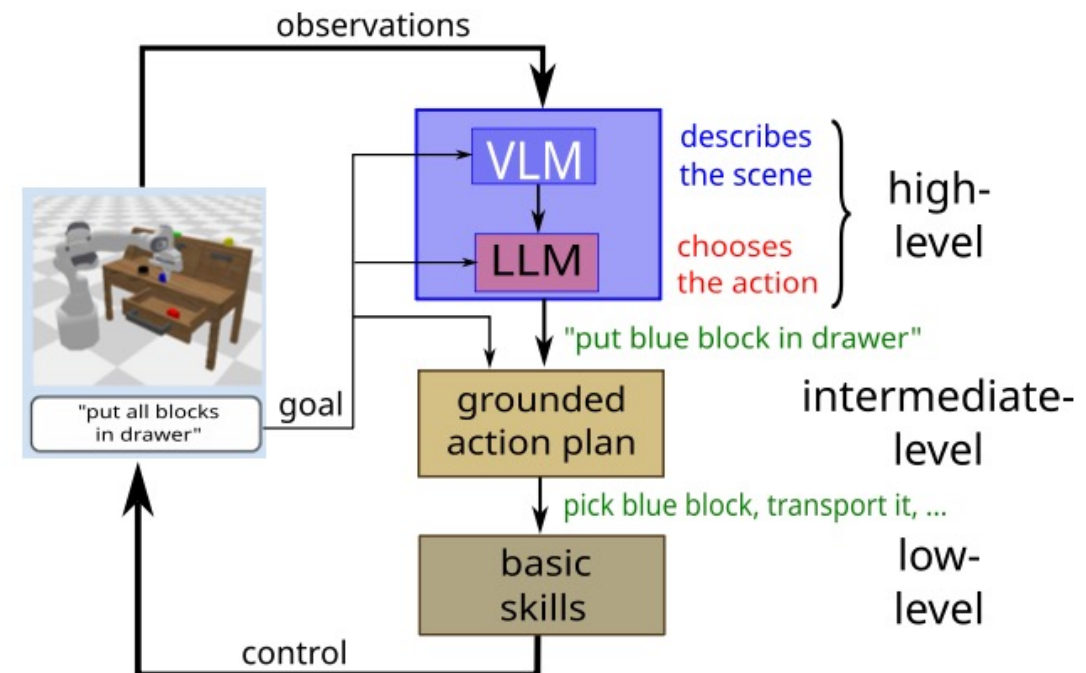 observations
VLM
describes
the scene
LLM
chooses
the action
high-
level
"put blue block in drawer"
"put all blocks
in drawer"
goal
grounded
action plan
intermediate-
level
pick blue block, transport it, ...
basic
skills
low-
level
control